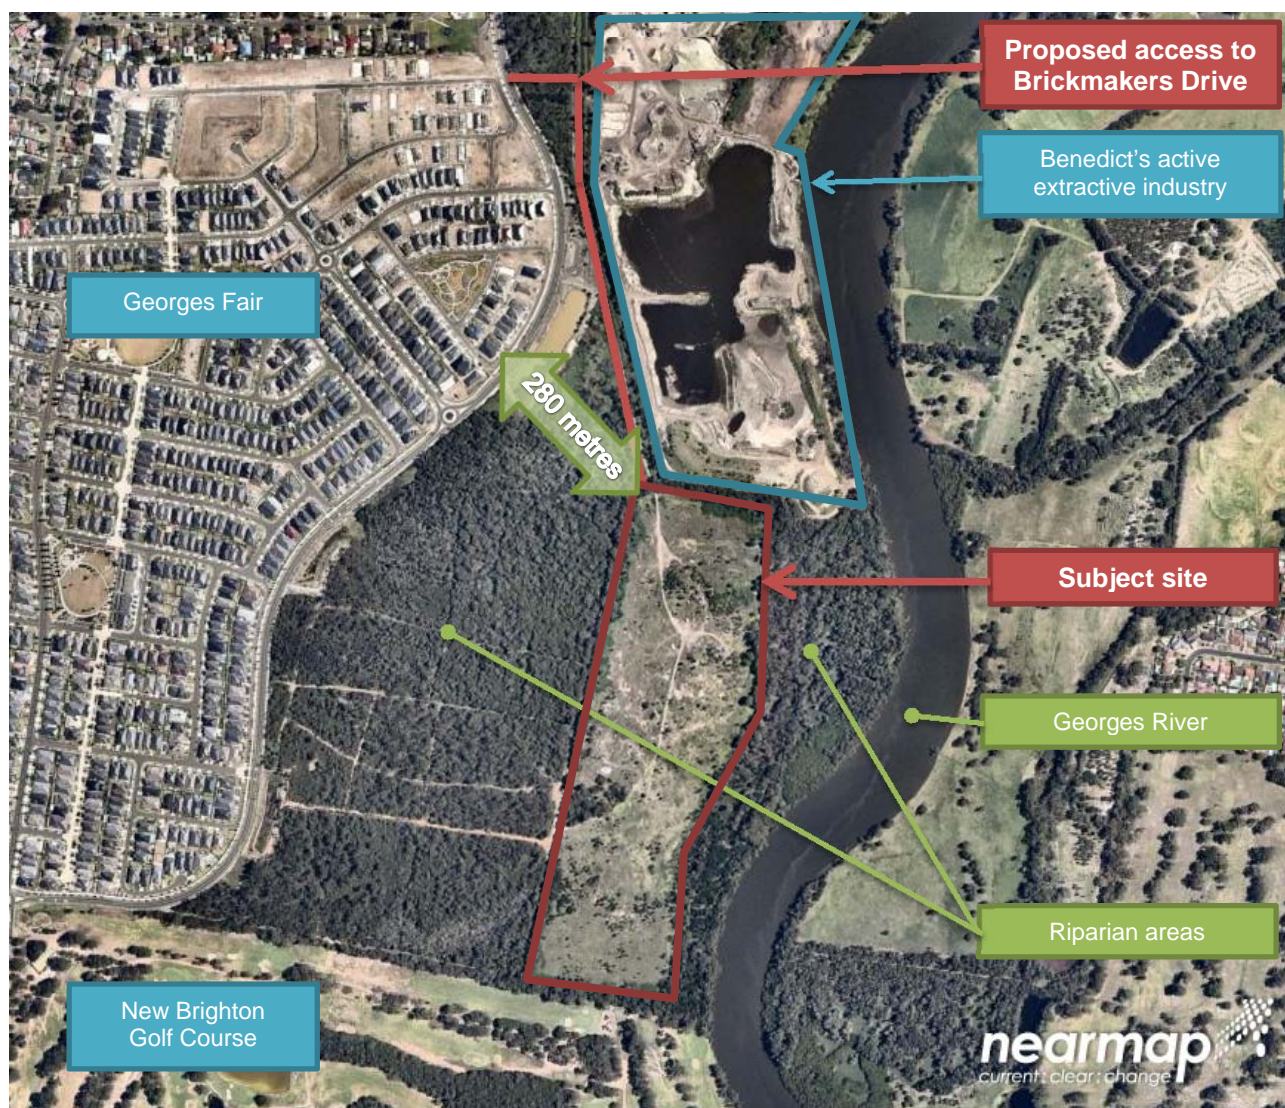 Proposed access to
Brickmakers Drive
Benedict's active
extractive industry
Georges Fair
280 metres
Subject site
Georges River
Riparian areas
New Brighton
Golf Course
nearmap
current:clear:change